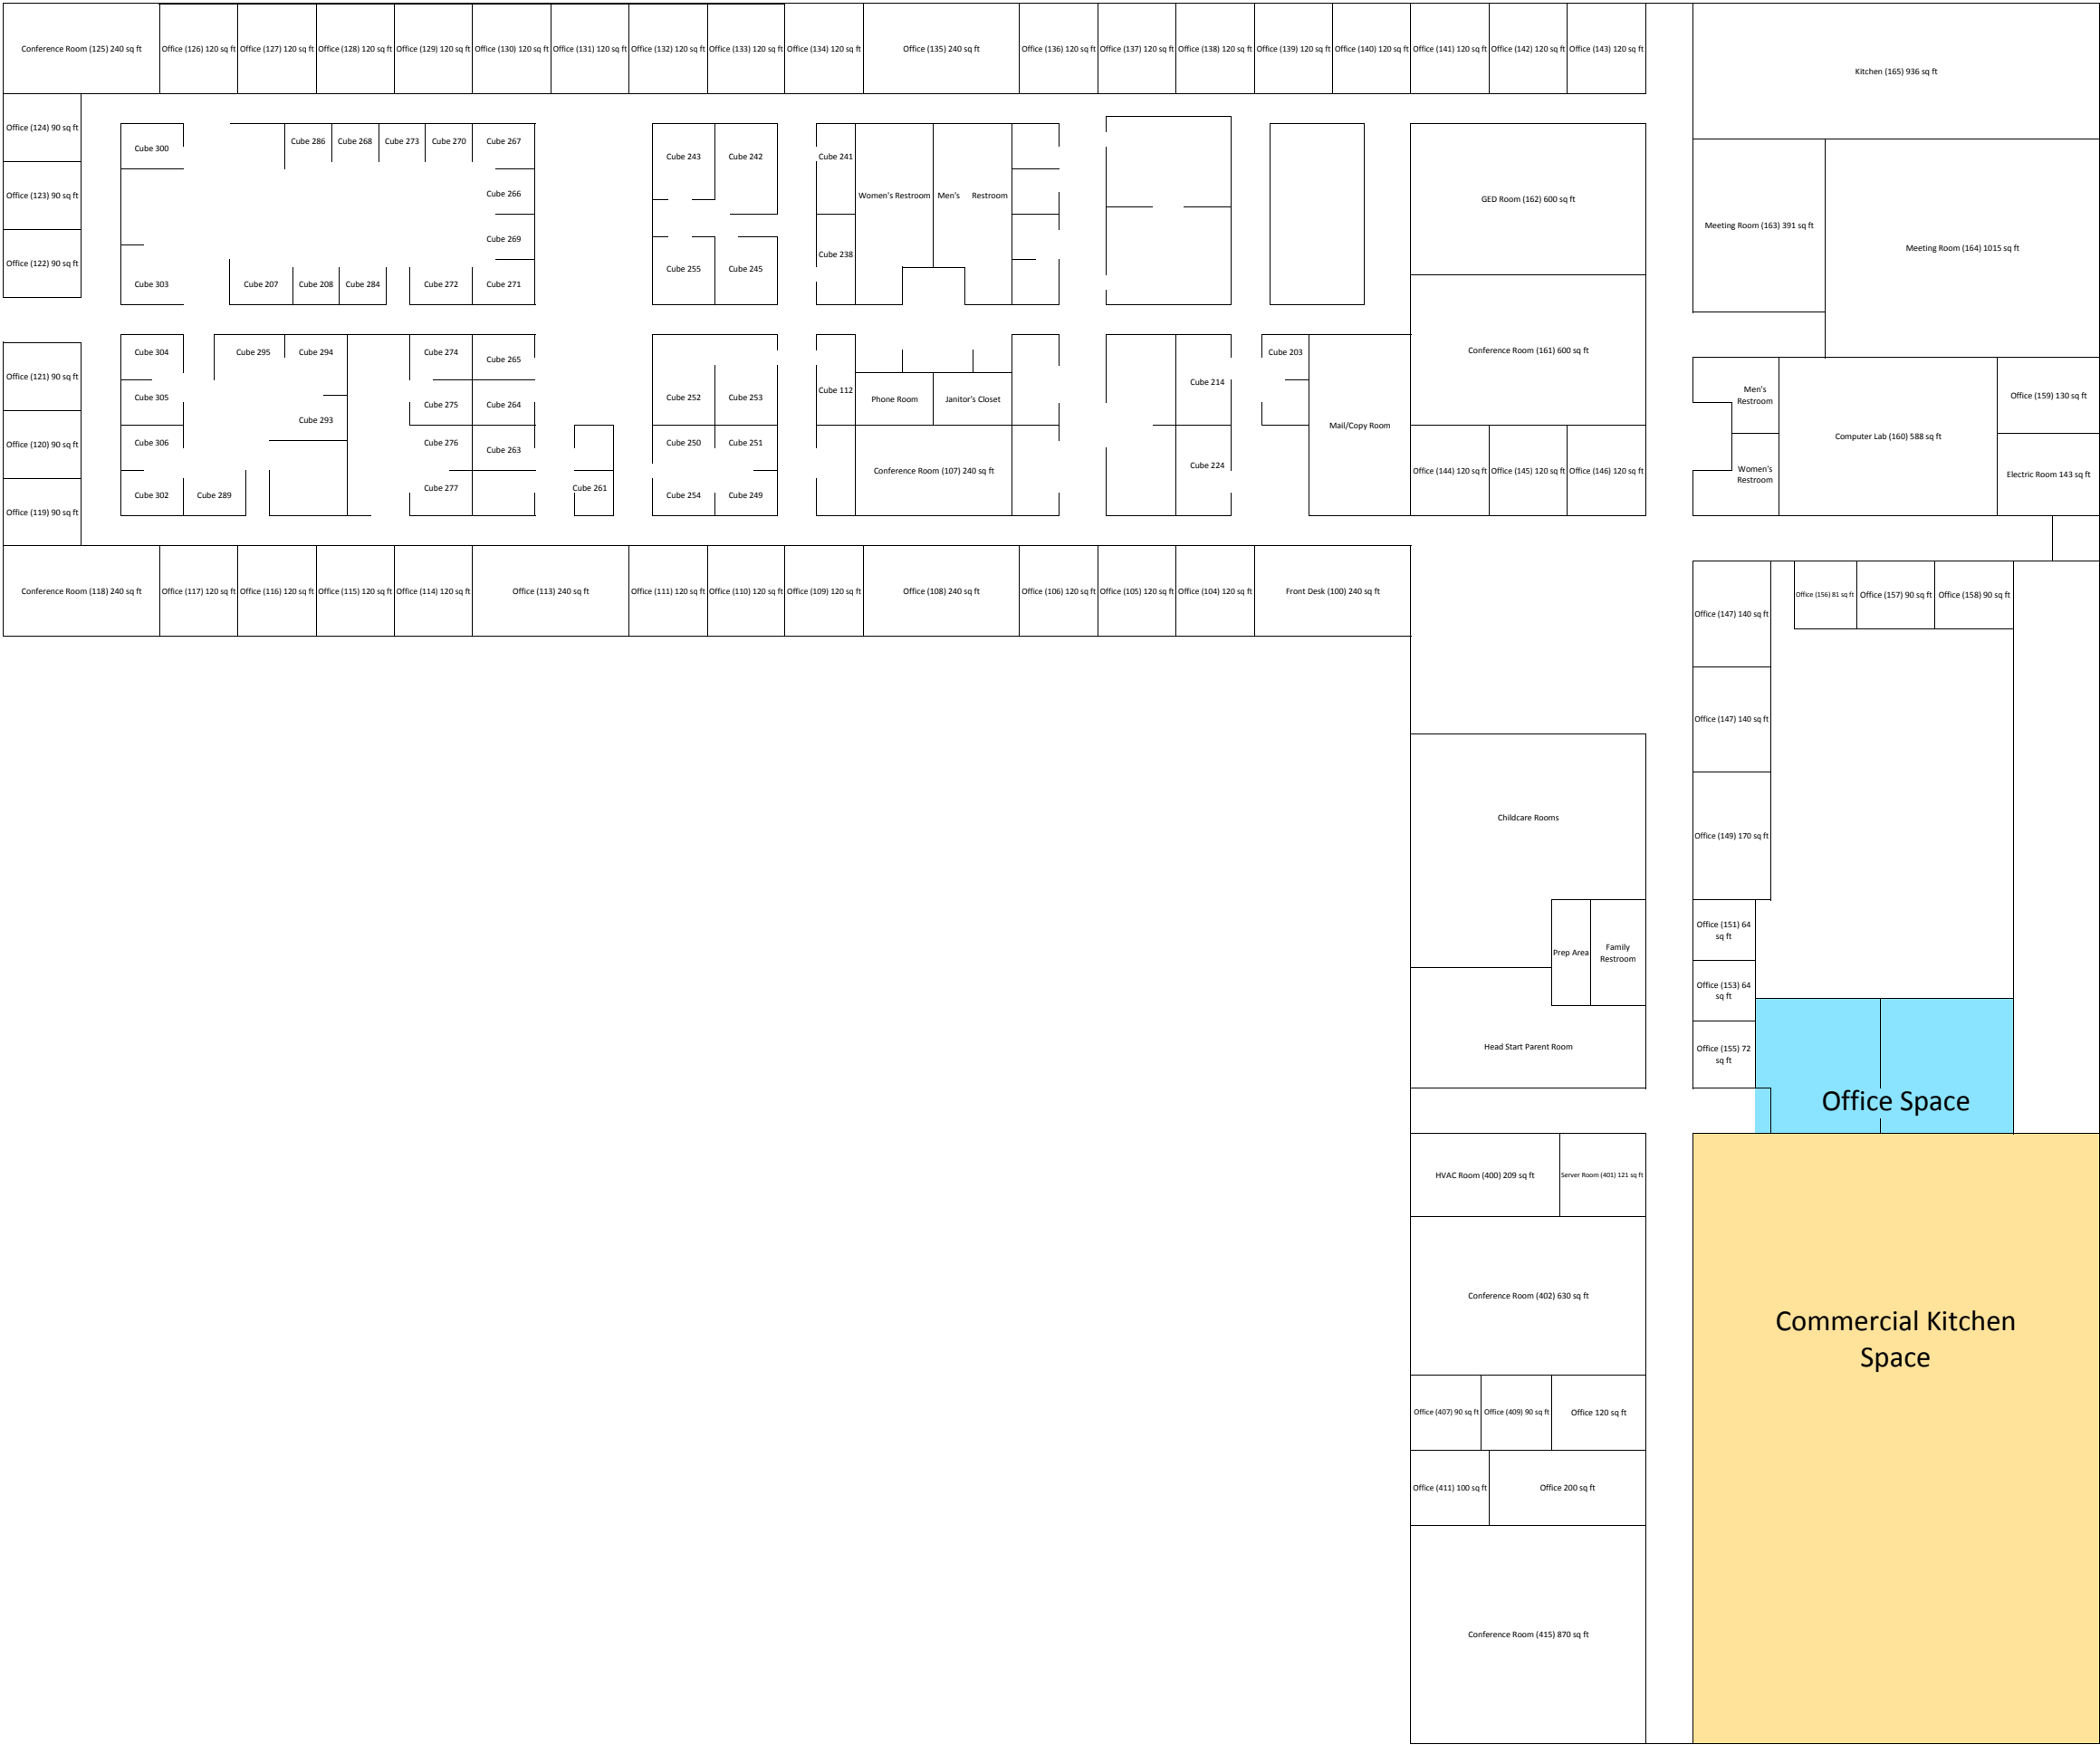 Conference Room (125) 240 sq ft
Office (126) 120 sq ft
Office (127) 120 sq ft
Office (128) 120 sq ft
Office (129) 120 sq ft
Office (130) 120 sq ft
Office (131) 120 sq ft
Office (132) 120 sq ft
Office (133) 120 sq ft
Office (134) 120 sq ft
Office (135) 240 sq ft
Office (136) 120 sq ft
Office (137) 120 sq ft
Office (138) 120 sq ft
Office (139) 120 sq ft
Office (140) 120 sq ft
Office (141) 120 sq ft
Office (142) 120 sq ft
Office (143) 120 sq ft
Kitchen (165) 936 sq ft
Office (124) 90 sq ft
Office (123) 90 sq ft
Office (122) 90 sq ft
Cube 300
Cube 286
Cube 268
Cube 273
Cube 270
Cube 267
Cube 266
Cube 269
Cube 303
Cube 207
Cube 208
Cube 284
Cube 272
Cube 271
Cube 243
Cube 242
Cube 255
Cube 245
Cube 241
Cube 238
Women's Restroom
Men's Restroom
GED Room (162) 600 sq ft
Meeting Room (163) 391 sq ft
Meeting Room (164) 1015 sq ft
Office (121) 90 sq ft
Office (120) 90 sq ft
Office (119) 90 sq ft
Cube 304
Cube 305
Cube 306
Cube 302
Cube 289
Cube 295
Cube 294
Cube 293
Cube 274
Cube 275
Cube 276
Cube 277
Cube 265
Cube 264
Cube 263
Cube 261
Cube 252
Cube 253
Cube 250
Cube 251
Cube 254
Cube 249
Cube 112
Phone Room
Janitor's Closet
Conference Room (107) 240 sq ft
Cube 214
Cube 224
Cube 203
Mail/Copy Room
Conference Room (161) 600 sq ft
Office (144) 120 sq ft
Office (145) 120 sq ft
Office (146) 120 sq ft
Men's
Restroom
Women's
Restroom
Computer Lab (160) 588 sq ft
Office (159) 130 sq ft
Electric Room 143 sq ft
Conference Room (118) 240 sq ft
Office (117) 120 sq ft
Office (116) 120 sq ft
Office (115) 120 sq ft
Office (114) 120 sq ft
Office (113) 240 sq ft
Office (111) 120 sq ft
Office (110) 120 sq ft
Office (109) 120 sq ft
Office (108) 240 sq ft
Office (106) 120 sq ft
Office (105) 120 sq ft
Office (104) 120 sq ft
Front Desk (100) 240 sq ft
Office (147) 140 sq ft
Office (156) 81 sq ft
Office (157) 90 sq ft
Office (158) 90 sq ft
Office (147) 140 sq ft
Office (149) 170 sq ft
Childcare Rooms
Prep Area
Family
Restroom
Office (151) 64
sq ft
Office (153) 64
sq ft
Office (155) 72
sq ft
Head Start Parent Room
Office Space
HVAC Room (400) 209 sq ft
Server Room (401) 121 sq ft
Conference Room (402) 630 sq ft
Commercial Kitchen
Space
Office (407) 90 sq ft
Office (409) 90 sq ft
Office 120 sq ft
Office (411) 100 sq ft
Office 200 sq ft
Conference Room (415) 870 sq ft